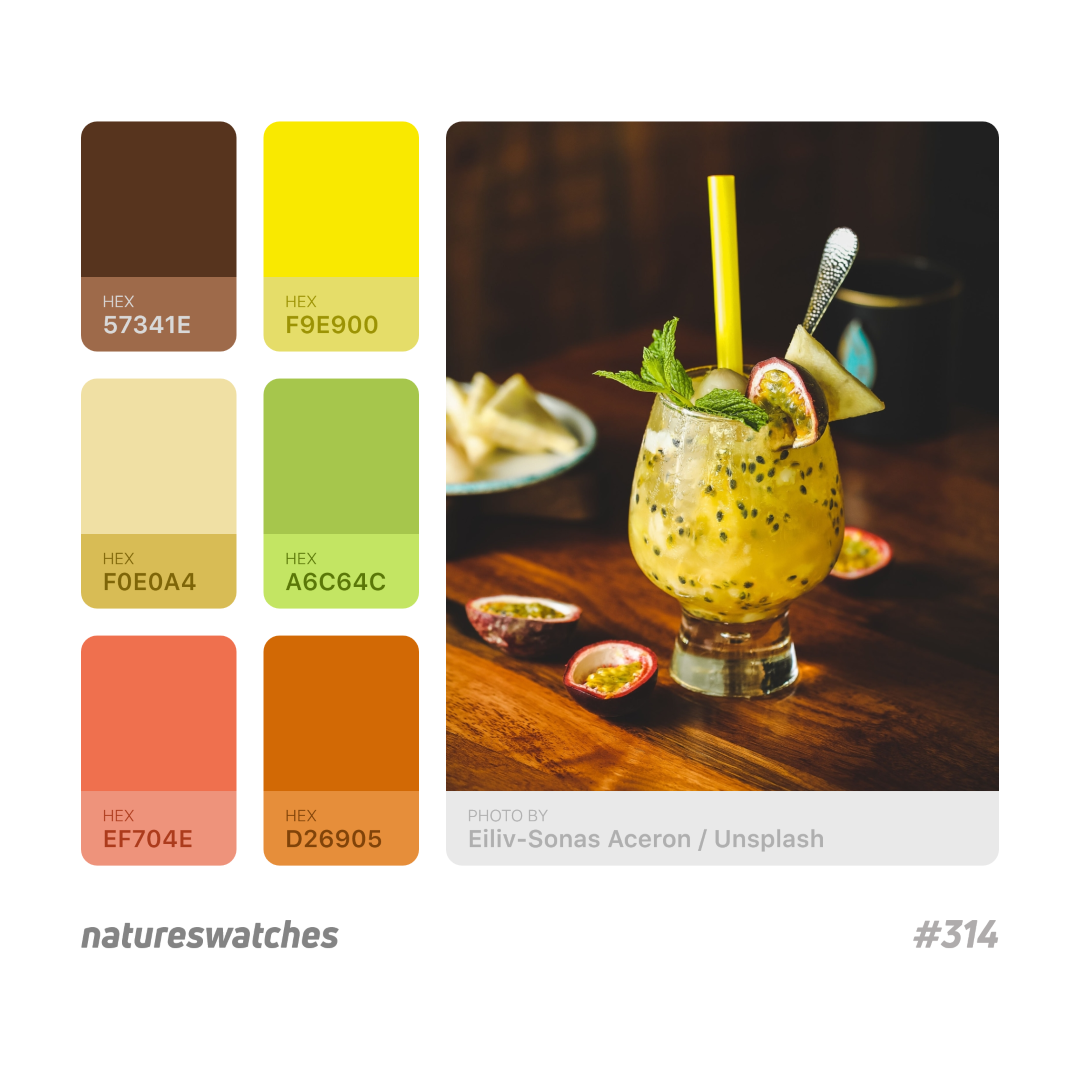 HEX
57341E
HEX
F9E900
HEX
F0E0A4
HEX
A6C64C
HEX
EF704E
HEX
D26905
PHOTO BY
Eiliv-Sonas Aceron / Unsplash
natureswatches
#314